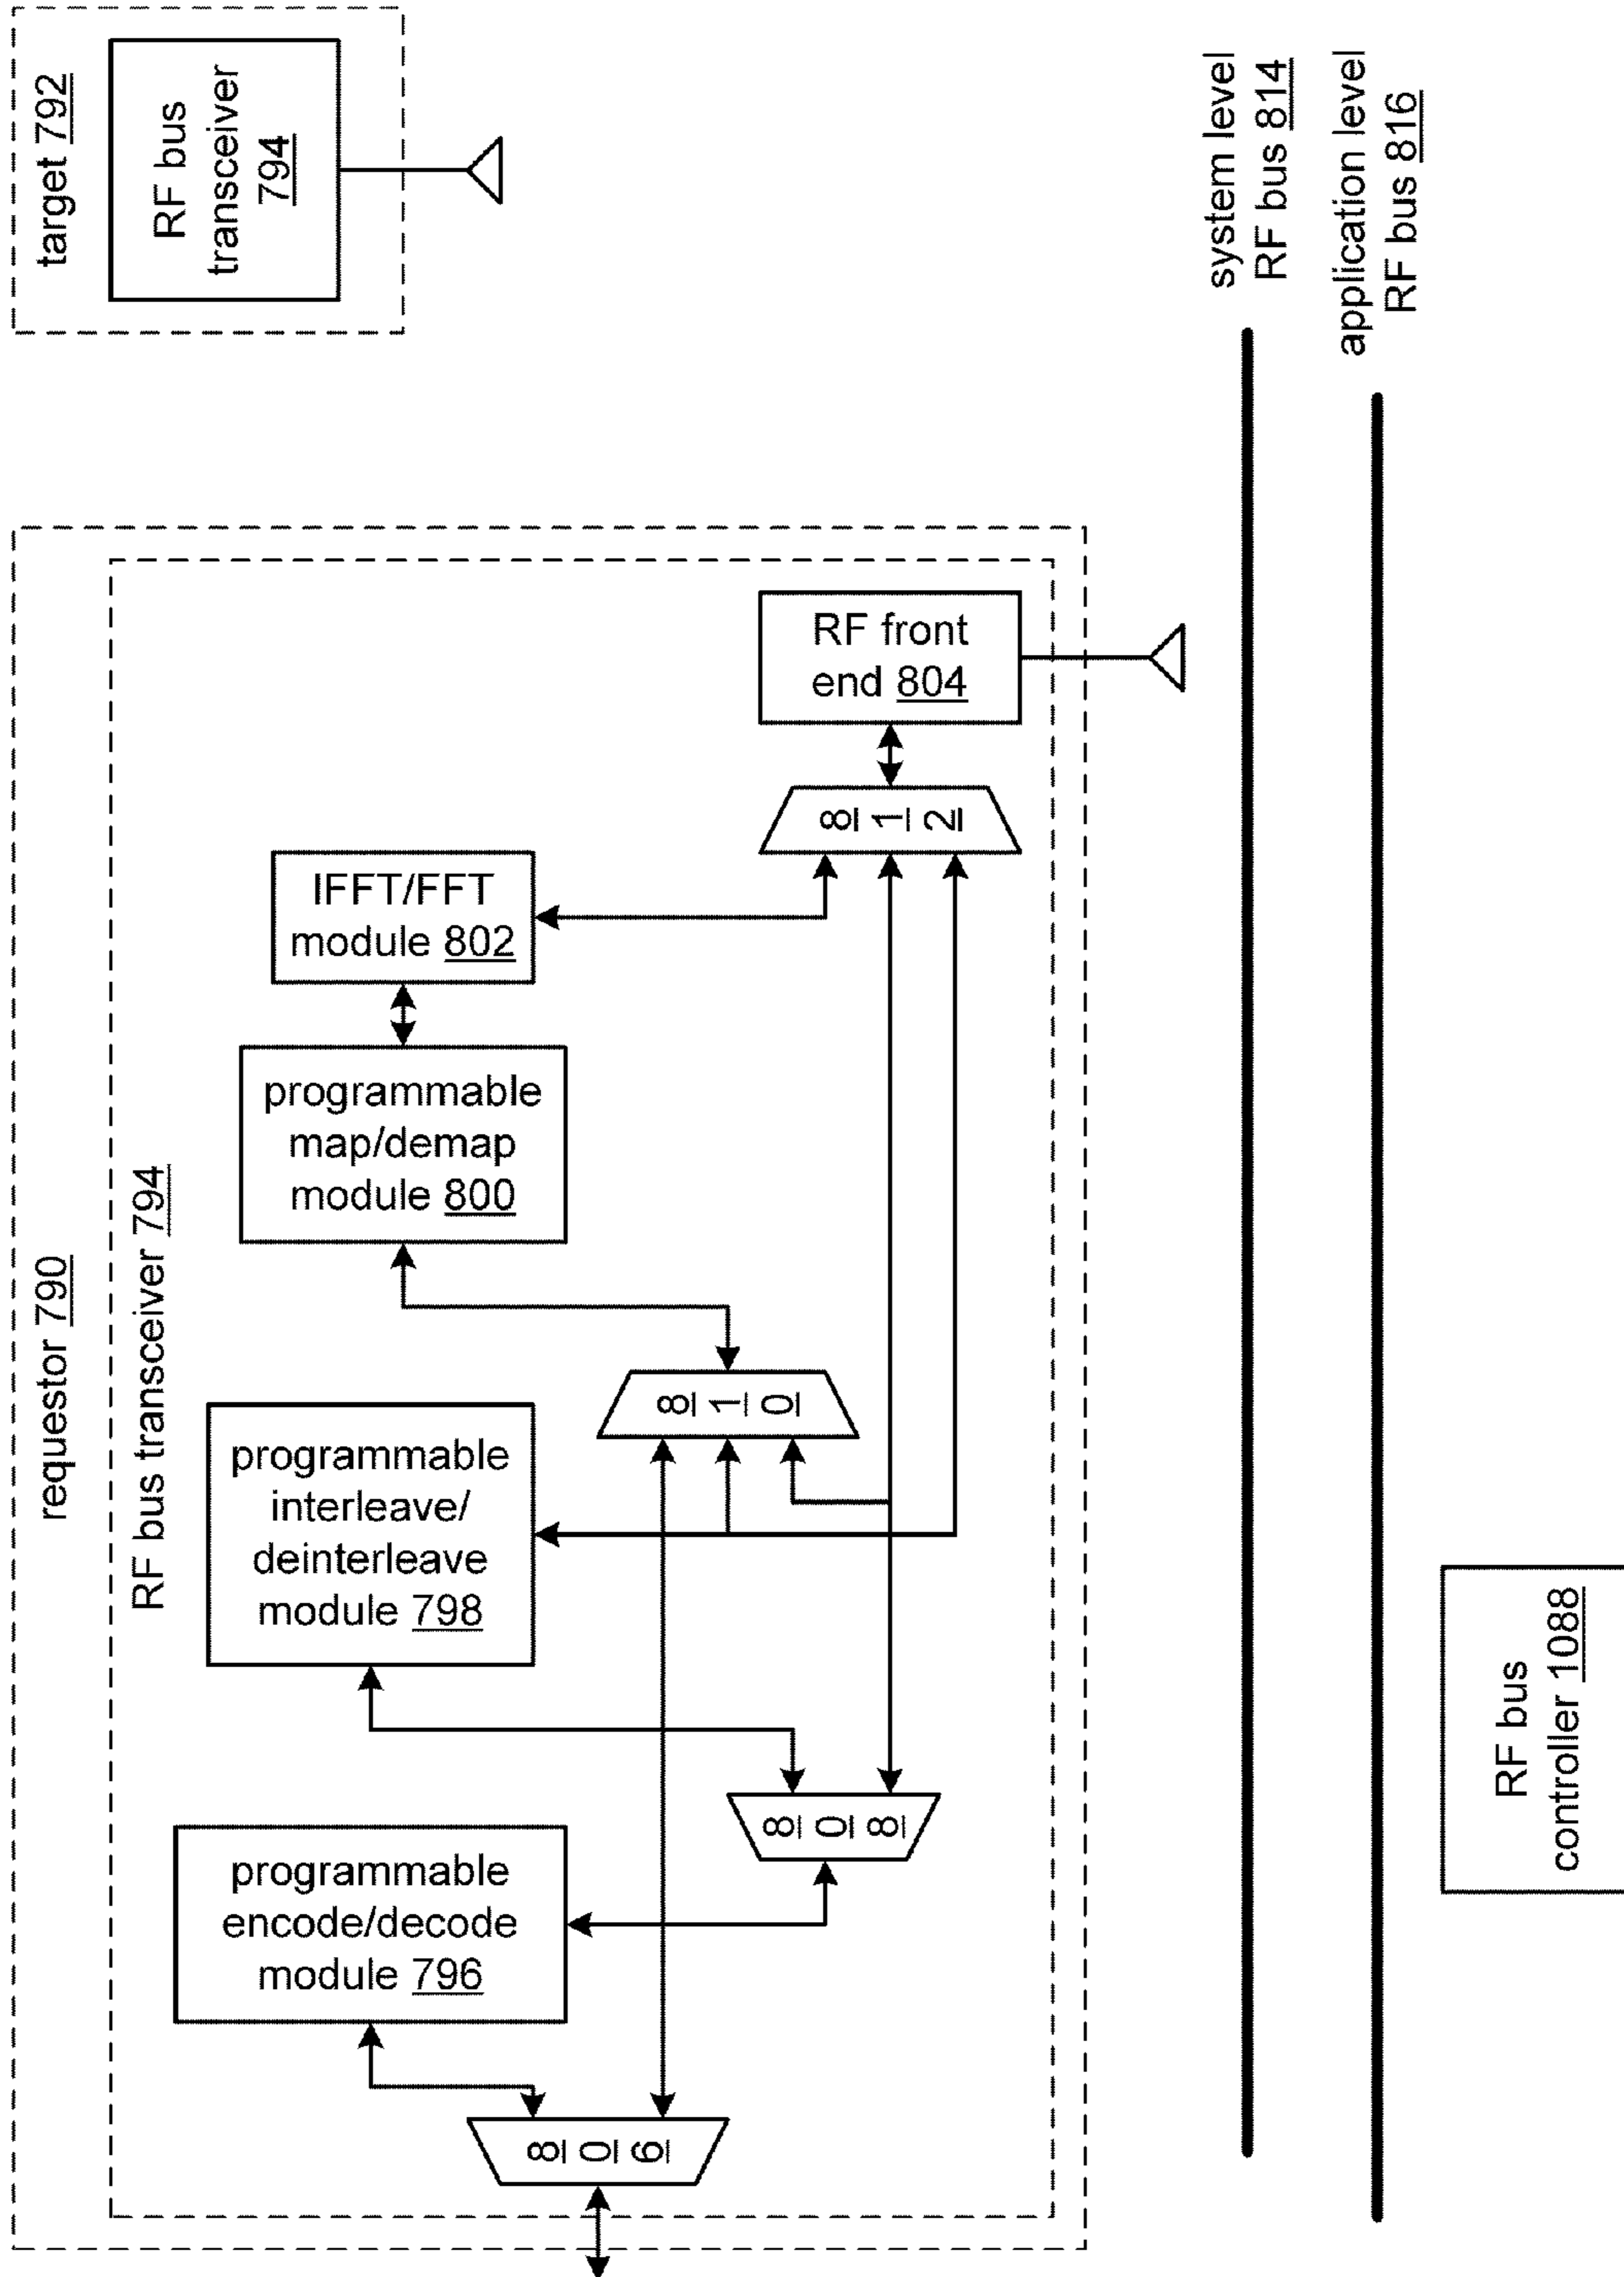 requestor 790
RF bus transceiver 794
programmable
encode/decode
module 796
programmable
interleave/
deinterleave
module 798
programmable
map/demap
module 800
IFFT/FFT
module 802
RF front
end 804
806
808
810
812
target 792
RF bus
transceiver
794
system level
RF bus 814
application level
RF bus 816
RF bus
controller 1088